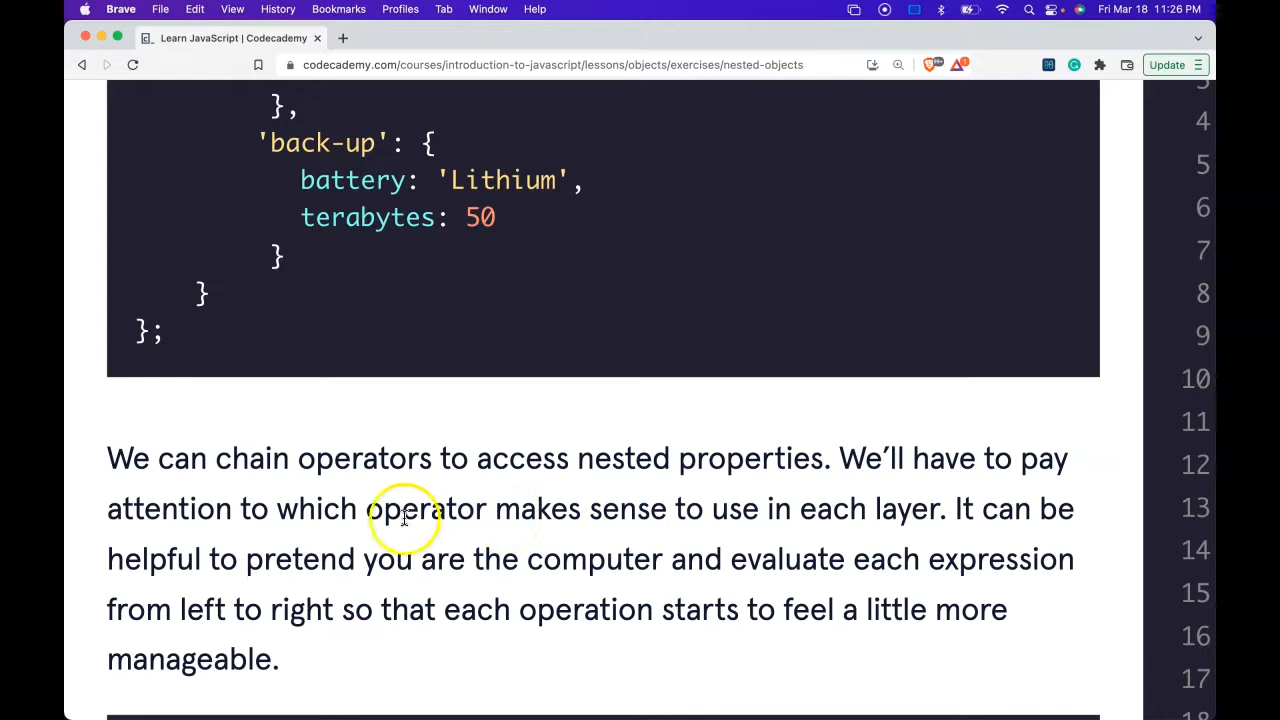 Brave File Edit View History Bookmarks Profiles Tab Window Help Fri Mar 18 11:26 PM
Learn JavaScript | Codecademy
codecademy.com/courses/introduction-to-javascript/lessons/objects/exercises/nested-objects Update
},
'back-up': {
battery: 'Lithium',
terabytes: 50
}
}
};
We can chain operators to access nested properties. We’ll have to pay
attention to which operator makes sense to use in each layer. It can be
helpful to pretend you are the computer and evaluate each expression
from left to right so that each operation starts to feel a little more
manageable.
4
5
6
7
8
9
10
11
12
13
14
15
16
17